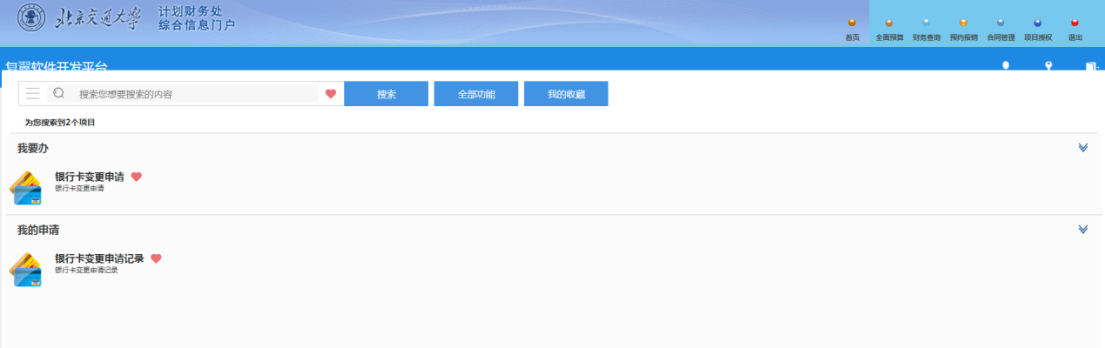 北京交通大学
计划财务处
综合信息门户
首页 全面预算 财务查询 预约报销 合同管理 项目授权 退出
复翼软件开发平台
搜索您想要搜索的内容 搜索 全部功能 我的收藏
为您搜索到2个项目
我要办
银行卡变更申请
银行卡变更申请
我的申请
银行卡变更申请记录
银行卡变更申请记录